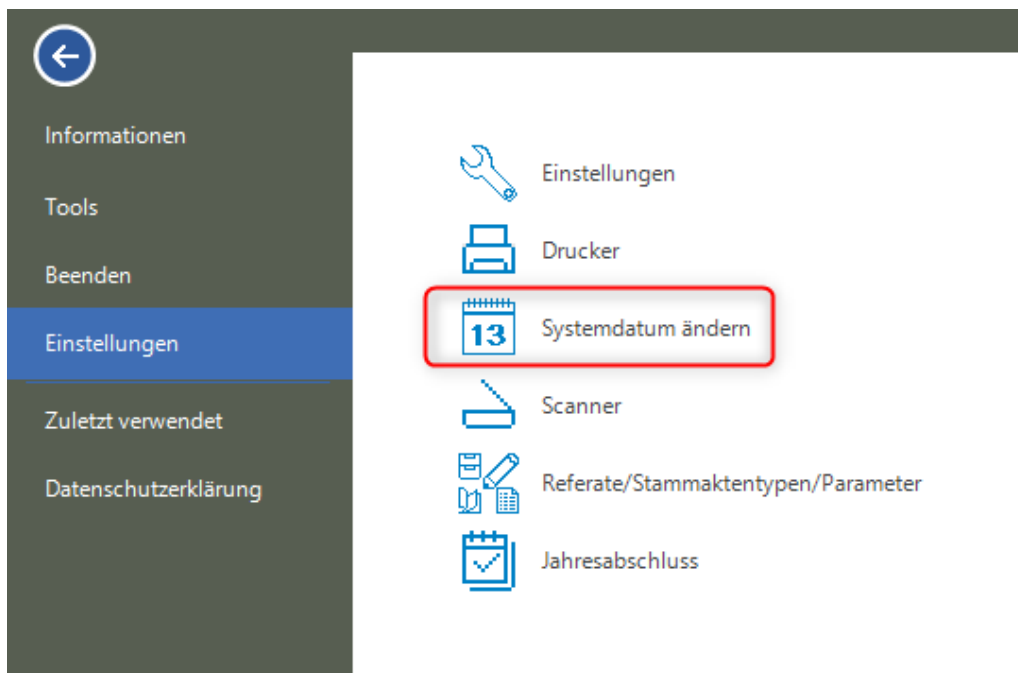 Informationen
Tools
Beenden
Einstellungen
Zuletzt verwendet
Datenschutzerklärung
Einstellungen
Drucker
13
Systemdatum ändern
Scanner
Referate/Stammaktentypen/Parameter
Jahresabschluss